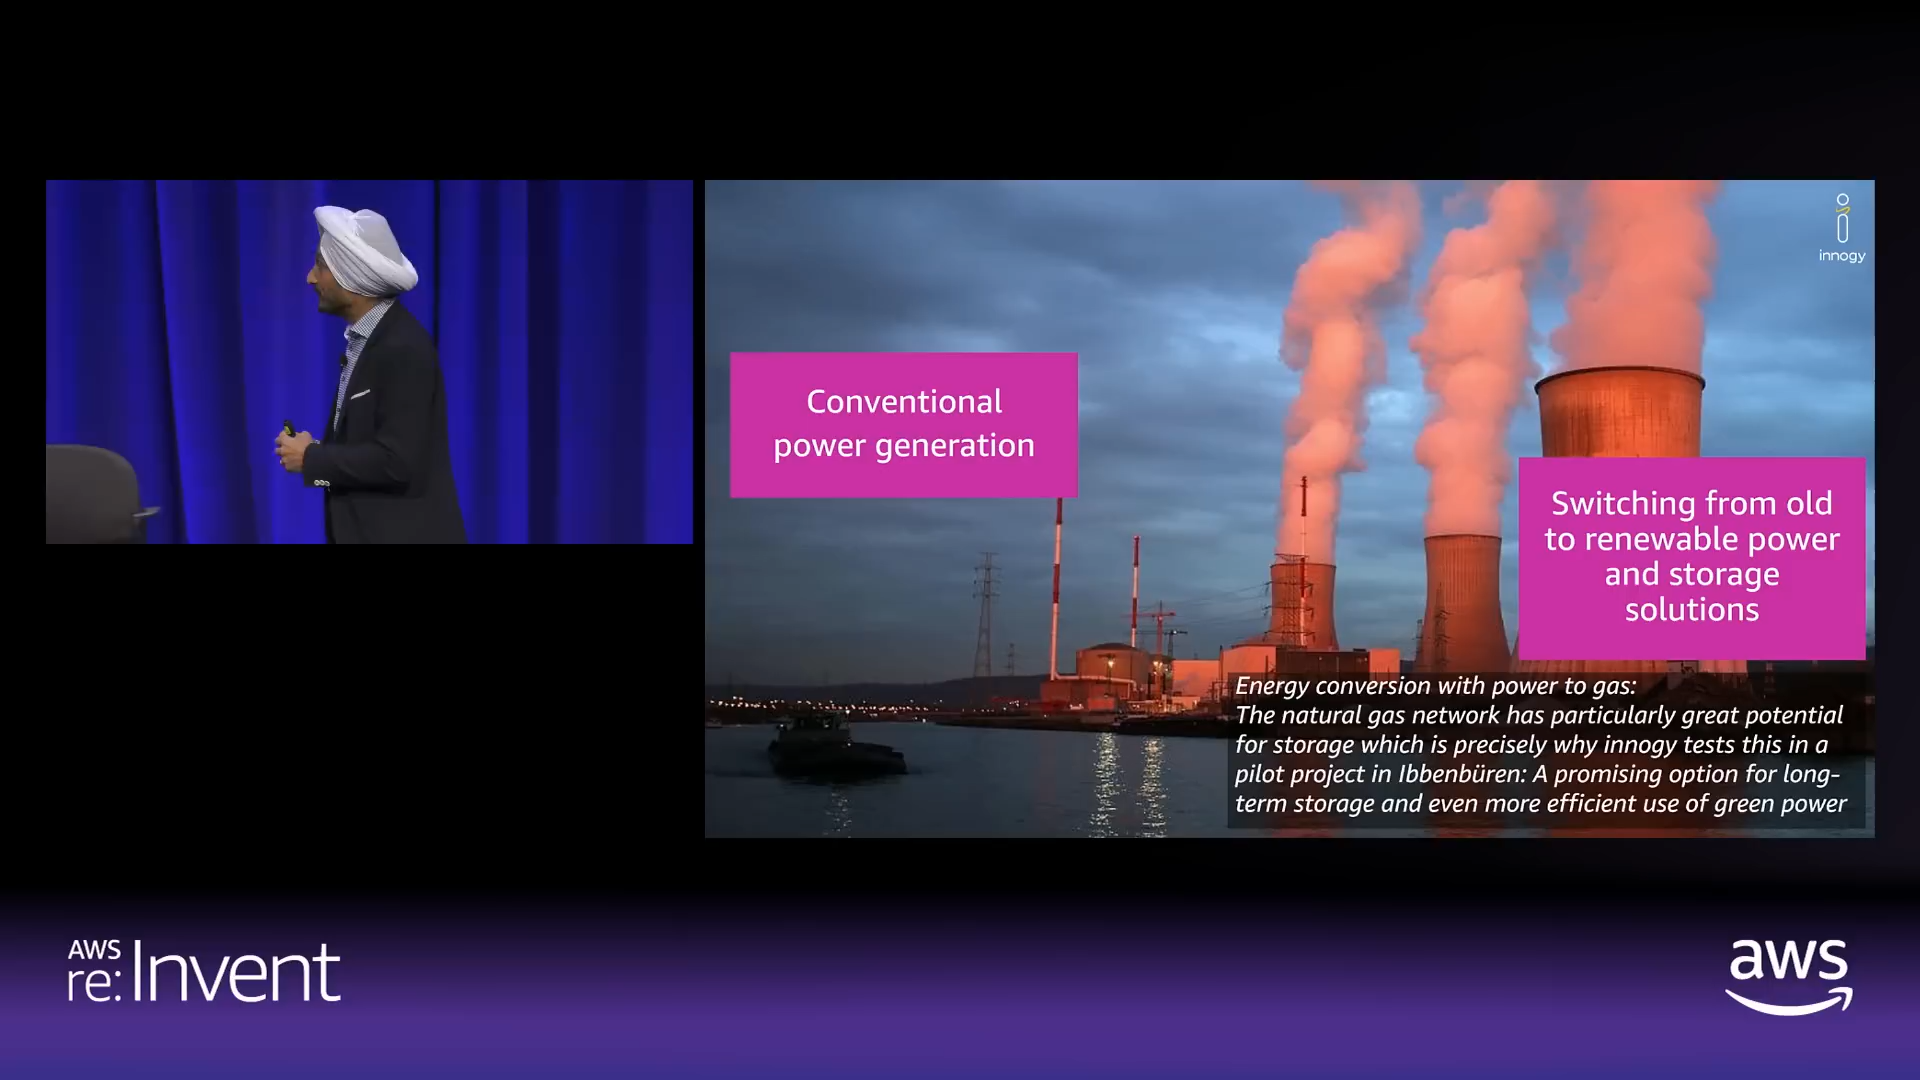 innogy
Conventional
power generation
Switching from old
to renewable power
and storage
solutions
Energy conversion with power to gas:
The natural gas network has particularly great potential
for storage which is precisely why innogy tests this in a
pilot project in Ibbenbüren: A promising option for long-
term storage and even more efficient use of green power
AWS
re:Invent
aws